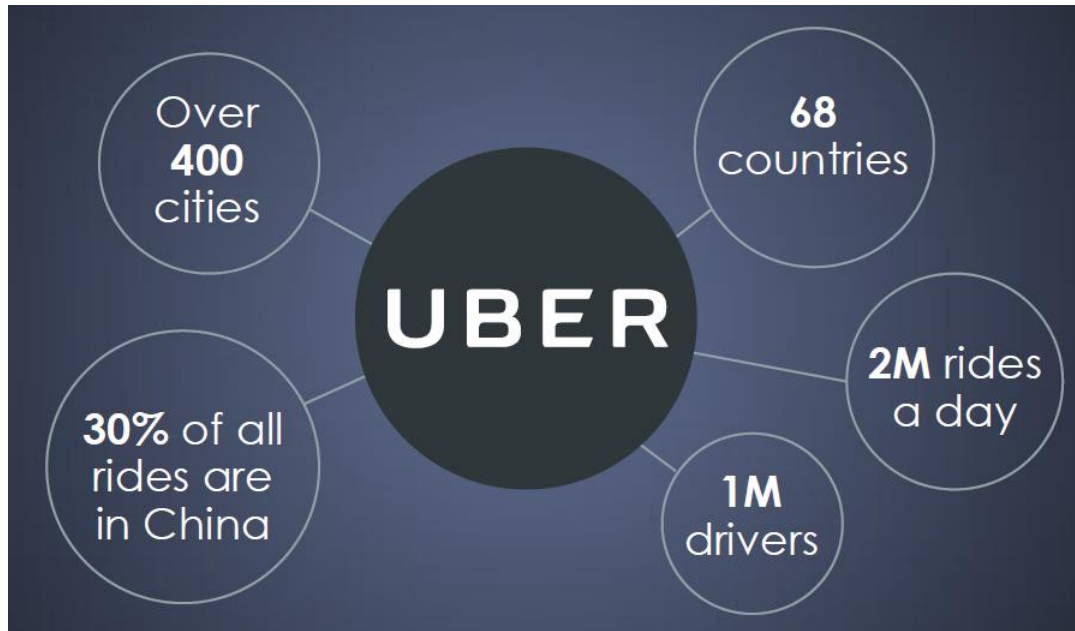 Over
400
cities
68
countries
UBER
2M rides
a day
30% of all
rides are
in China
1M
drivers